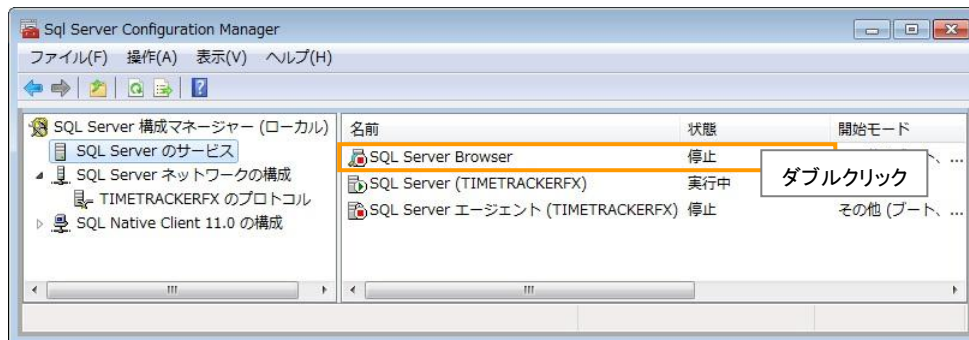 Sql Server Configuration Manager
ファイル(F) 操作(A) 表示(V) ヘルプ(H)
SQL Server 構成マネージャー (ローカル)
SQL Server のサービス
SQL Server ネットワークの構成
TIMETRACKERFX のプロトコル
SQL Native Client 11.0 の構成
名前 状態 開始モード
SQL Server Browser 停止
SQL Server (TIMETRACKERFX) 実行中
SQL Server エージェント (TIMETRACKERFX) 停止 その他 (ブート、 ...
ダブルクリック